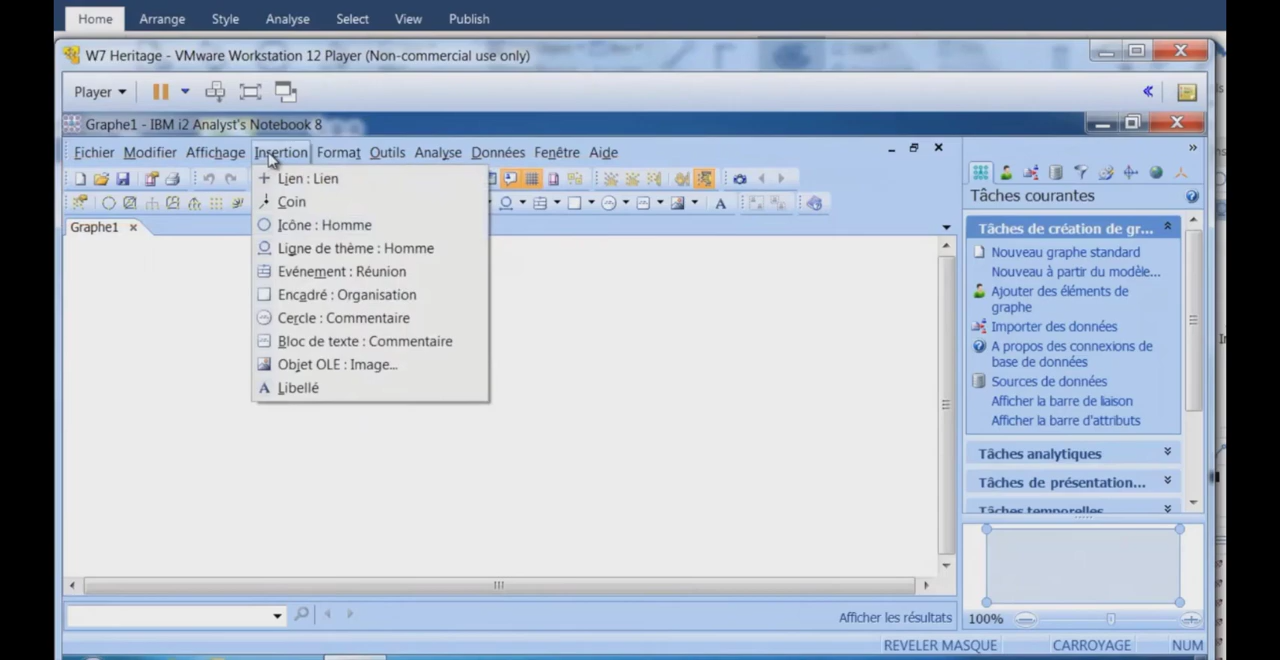 Home Arrange Style Analyse Select View Publish
W7 Heritage - VMware Workstation 12 Player (Non-commercial use only)
Player
Graphe1 - IBM i2 Analyst's Notebook 8
Fichier Modifier Affichage Insertion Format Outils Analyse Données Fenêtre Aide
Graphe1
Lien : Lien
Coin
Icône : Homme
Ligne de thème : Homme
Evénement : Réunion
Encadré : Organisation
Cercle : Commentaire
Bloc de texte : Commentaire
Objet OLE : Image...
A Libellé
A
Tâches courantes
Tâches de création de gr...
Nouveau graphe standard
Nouveau à partir du modèle...
Ajouter des éléments de
graphe
Importer des données
A propos des connexions de
base de données
Sources de données
Afficher la barre de liaison
Afficher la barre d'attributs
Tâches analytiques
Tâches de présentation...
Tâches temporelles
Afficher les résultats
100%
REVELER MASQUE CARROYAGE NUM